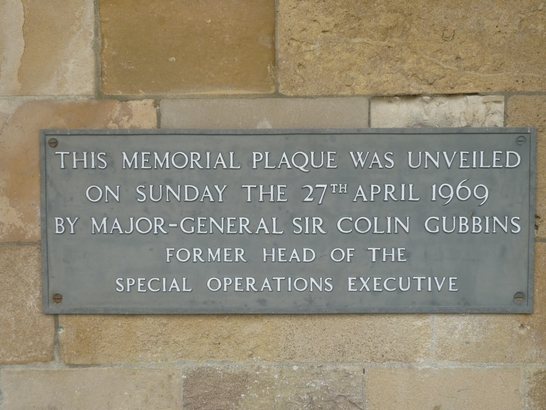 THIS MEMORIAL PLAQUE WAS UNVEILED
ON SUNDAY THE 27TH APRIL 1969
BY MAJOR-GENERAL SIR COLIN GUBBINS
FORMER HEAD OF THE
SPECIAL OPERATIONS EXECUTIVE